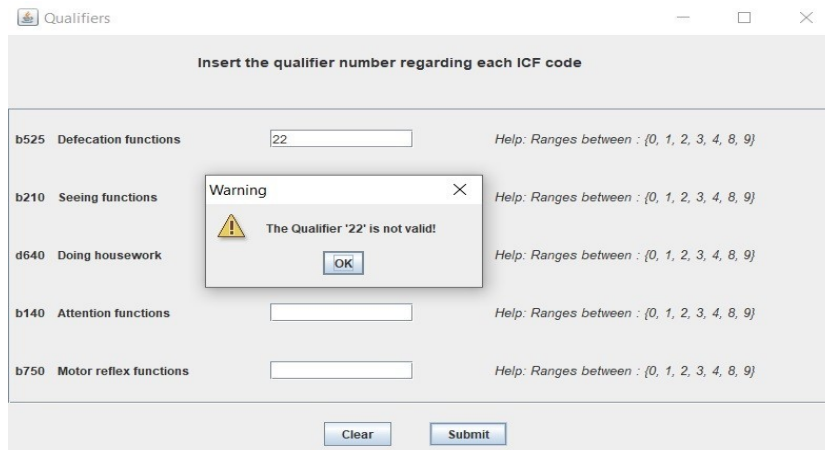 Qualifiers
Insert the qualifier number regarding each ICF code
b525 Defecation functions 22 Help: Ranges between : {0, 1, 2, 3, 4, 8, 9}
Warning
b210 Seeing functions Help: Ranges between : {0, 1, 2, 3, 4, 8, 9}
The Qualifier '22' is not valid!
d640 Doing housework Help: Ranges between : {0, 1, 2, 3, 4, 8, 9}
OK
b140 Attention functions Help: Ranges between : {0, 1, 2, 3, 4, 8, 9}
b750 Motor reflex functions Help: Ranges between : {0, 1, 2, 3, 4, 8, 9}
Clear Submit